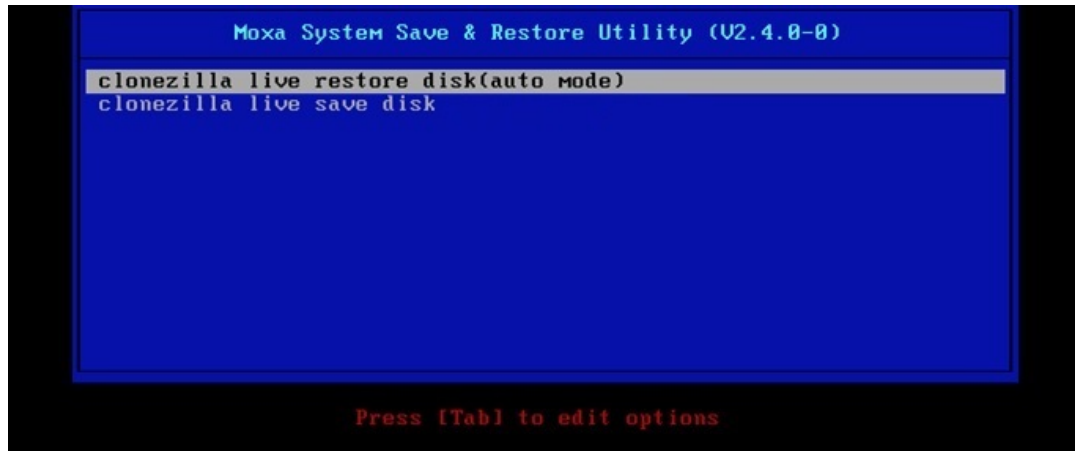 Moxa System Save & Restore Utility (V2.4.0-0)
clonezilla live restore disk(auto mode)
clonezilla live save disk
Press [Tab] to edit options